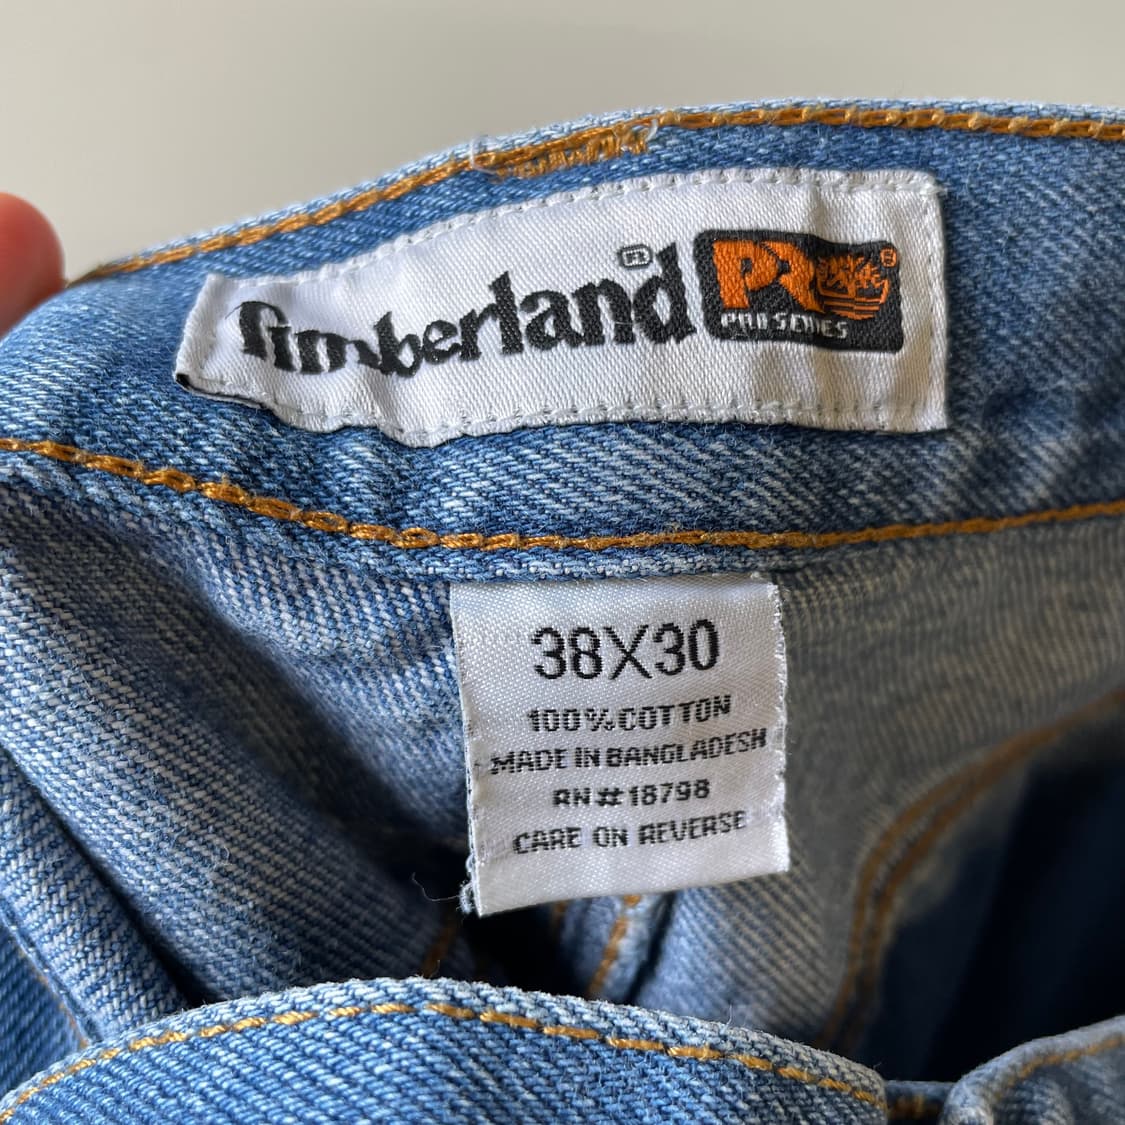 Timberland®
PRO
PRO SERIES
38X30
100% COTTON
MADE IN BANGLADESH
RN#18798
CARE ON REVERSE